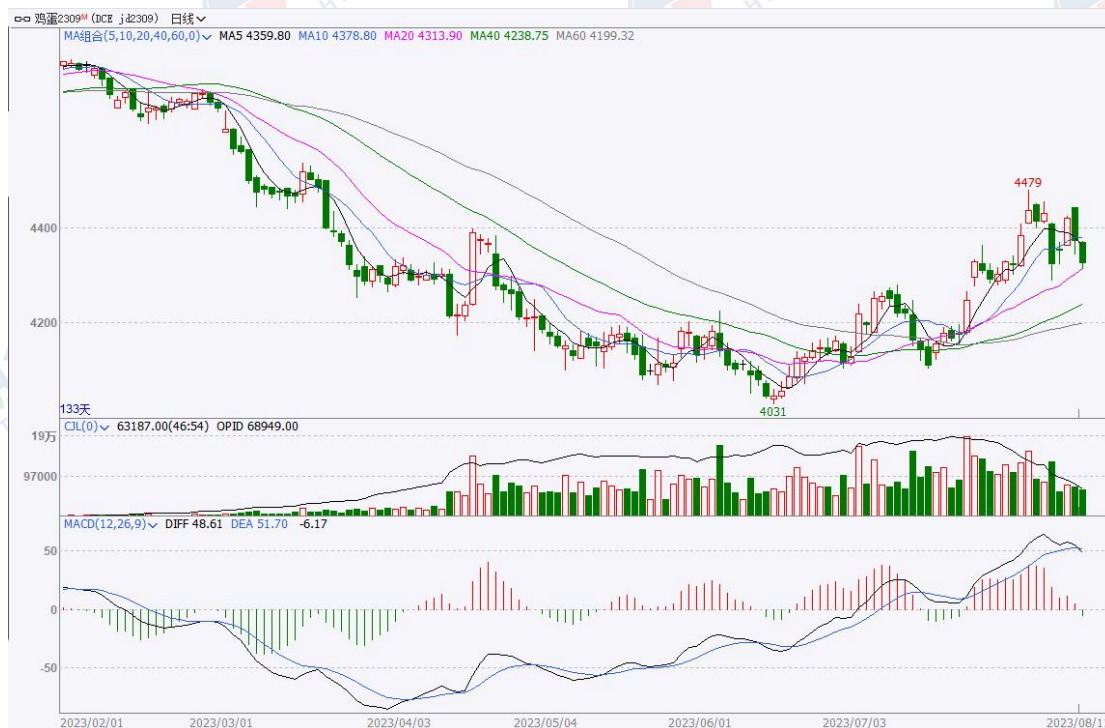 鸡蛋2309M (DCE jd2309) 日线
MA组合(5,10,20,40,60,0) MA5 4359.80 MA10 4378.80 MA20 4313.90 MA40 4238.75 MA60 4199.32
4479
4400
4200
4031
133天
CJL(0) 63187.00(46:54) OPID 68949.00
19万
97000
MACD(12,26,9) DIFF 48.61 DEA 51.70 -6.17
50
0
-50
2023/02/01 2023/03/01 2023/04/03 2023/05/04 2023/06/01 2023/07/03 2023/08/1